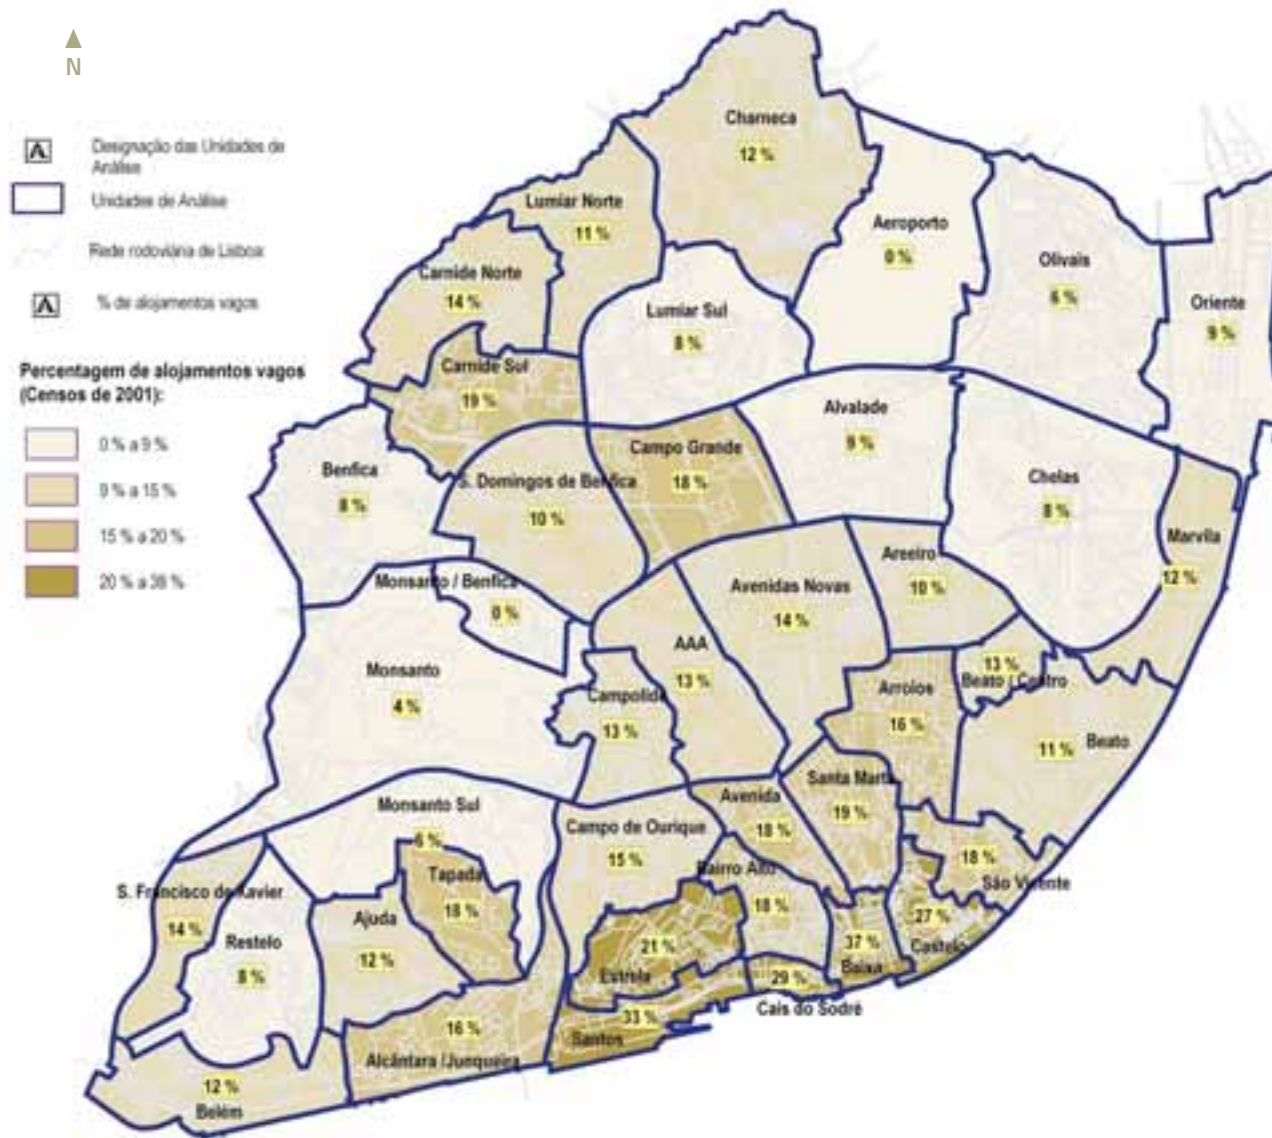 N
Designação das Unidades de
Análise
Unidades de Análise
Rede rodoviária de Lisboa
% de alojamentos vagos
Percentagem de alojamentos vagos
(Censos de 2001):
0 % a 9 %
9 % a 15 %
15 % a 20 %
20 % a 38 %
Charneca
12 %
Lumiar Norte
11 %
Aeroporto
0 %
Olivais
6 %
Carnide Norte
14 %
Lumiar Sul
8 %
Oriente
9 %
Carnide Sul
19 %
Alvalade
9 %
Campo Grande
18 %
Benfica
8 %
S. Domingos de Benfica
10 %
Chelas
8 %
Marvila
12 %
Areeiro
10 %
Monsanto / Benfica
0 %
Avenidas Novas
14 %
AAA
13 %
Monsanto
4 %
Campolide
13 %
Arroios
16 %
13 %
Beato / Centro
11 %
Beato
Santa Marta
19 %
Avenida
18 %
Monsanto Sul
6 %
Campo de Ourique
15 %
Bairro Alto
18 %
18 %
São Vicente
Tapada
18 %
S. Francisco de Xavier
14 %
Ajuda
12 %
Restelo
8 %
27 %
Castelo
37 %
Baixa
21 %
Estrela
29 %
Cais do Sodré
33 %
Santos
16 %
Alcântara /Junqueira
12 %
Belém